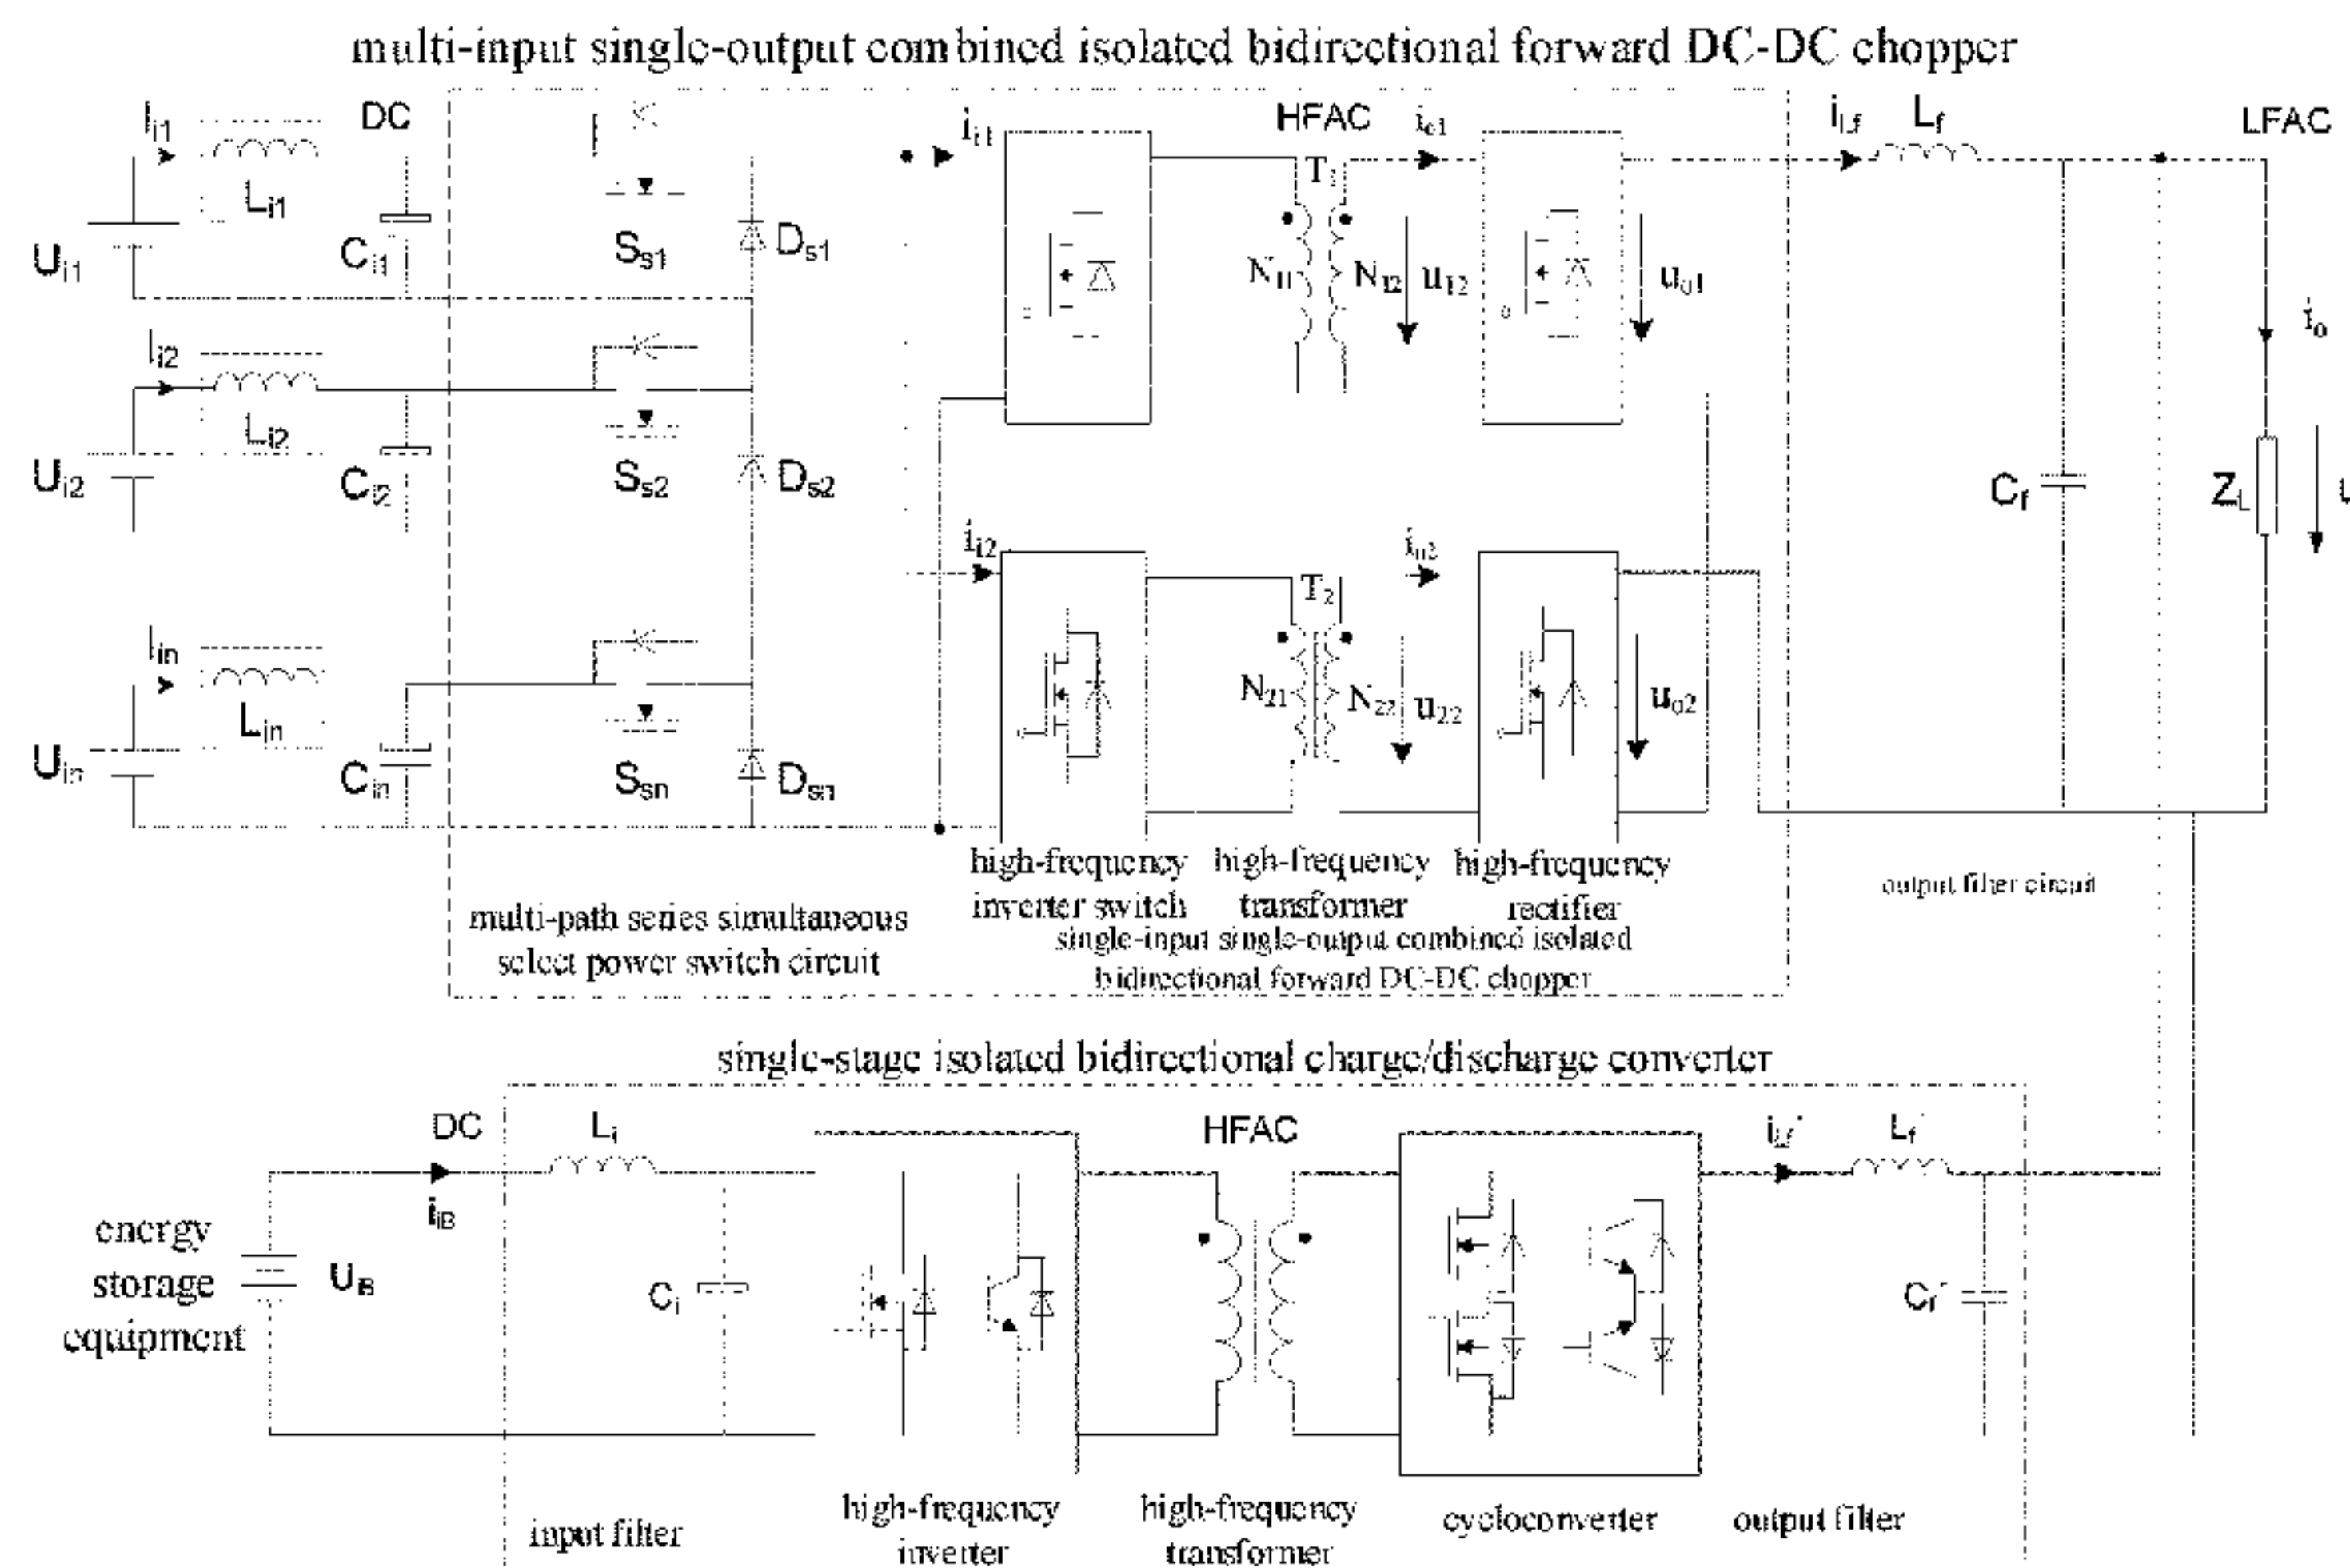 multi-input single-output combined isolated bidirectional forward DC-DC chopper
Ii1
DC
ii1
HFAC
io1
iLf
Lf
LFAC
Li1
T1
Ui1
Ci1
Ss1
Ds1
N11
N12
u12
uo1
io
Ii2
Li2
Ui2
Ci2
Ss2
Ds2
Cf
ZL
ii2
io2
T2
Iin
Lin
Uin
Cin
Ssn
Dsn
N21
N22
u22
uo2
high-frequency
inverter switch
high-frequency
transformer
high-frequency
rectifier
output filter circuit
multi-path series simultaneous
select power switch circuit
single-input single-output combined isolated
bidirectional forward DC-DC chopper
single-stage isolated bidirectional charge/discharge converter
DC
Li
HFAC
iLf'
Lf'
iiB
energy
storage
equipment
UiB
Ci
Cf'
input filter
high-frequency
inverter
high-frequency
transformer
cycloconverter
output filter